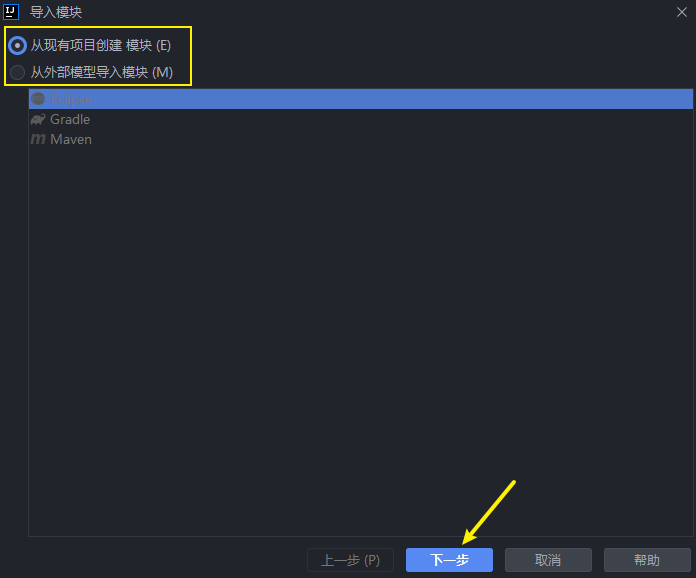 IJ
导入模块
从现有项目创建 模块 (E)
从外部模型导入模块 (M)
Eclipse
Gradle
m Maven
上一步 (P)
下一步
取消
帮助